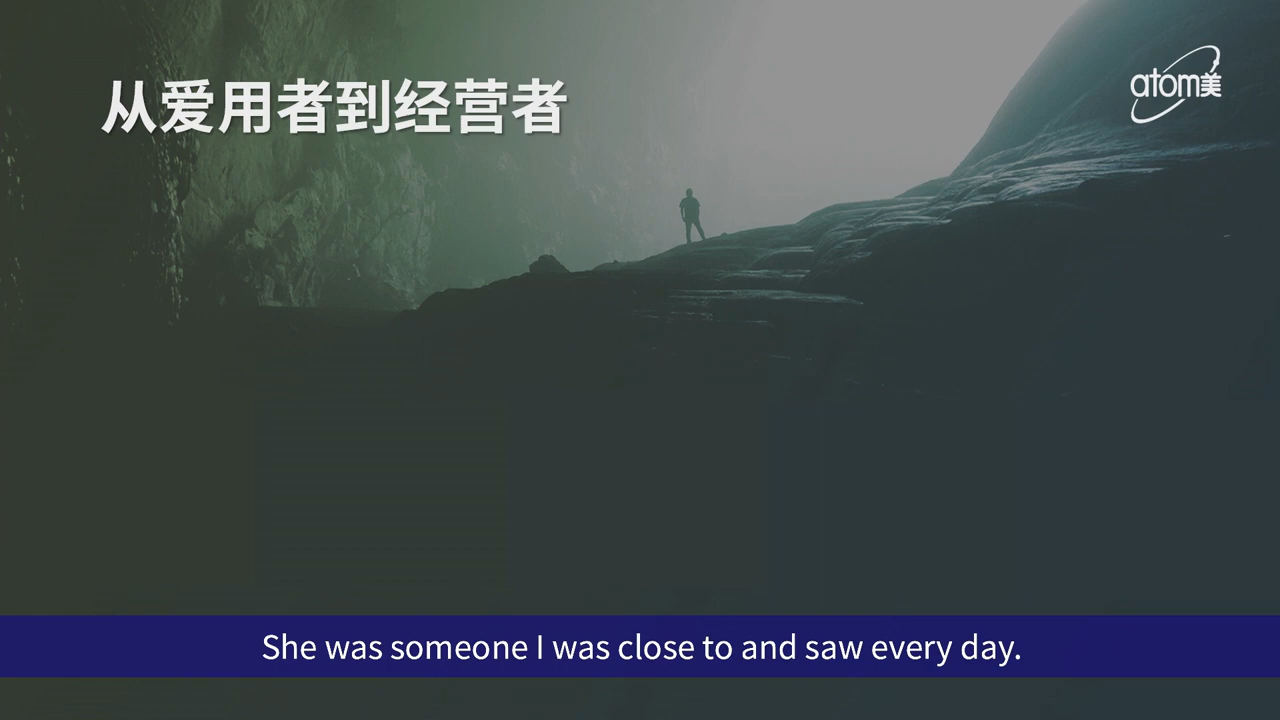 从爱用者到经营者
atom美
She was someone I was close to and saw every day.